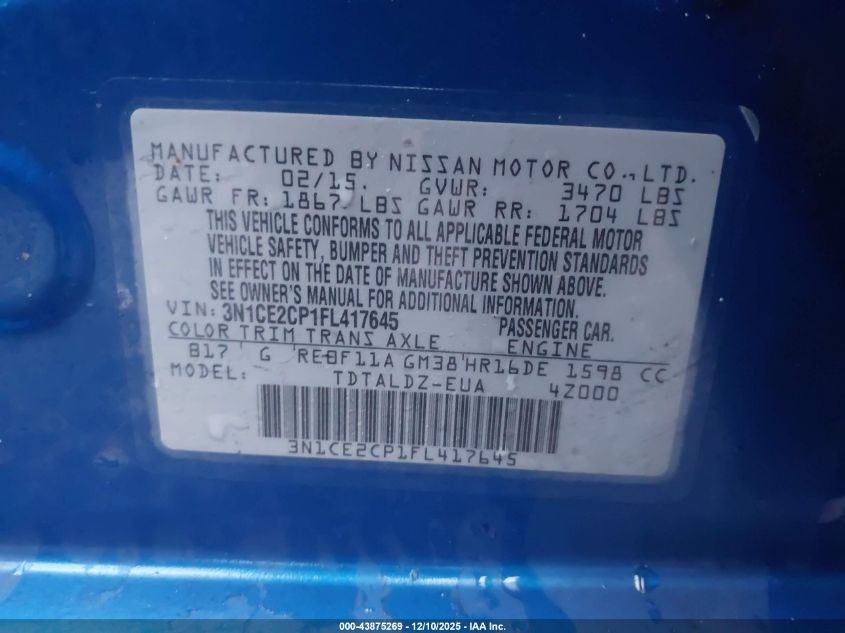 MANUFACTURED BY NISSAN MOTOR CO., LTD.
DATE: 02/15. GVWR: 3470 LBS
GAWR FR: 1867 LBS GAWR RR: 1704 LBS
THIS VEHICLE CONFORMS TO ALL APPLICABLE FEDERAL MOTOR
VEHICLE SAFETY, BUMPER AND THEFT PREVENTION STANDARDS
IN EFFECT ON THE DATE OF MANUFACTURE SHOWN ABOVE.
SEE OWNER'S MANUAL FOR ADDITIONAL INFORMATION.
VIN: 3N1CE2CP1FL417645 PASSENGER CAR.
COLOR TRIM TRANS AXLE ENGINE
B17 G RE8F11A GM38 HR16DE 1598 CC
MODEL: TDTALDZ-EUA 4Z000
3N1CE2CP1FL417645
000-43875269 - 12/10/2025 - IAA Inc.